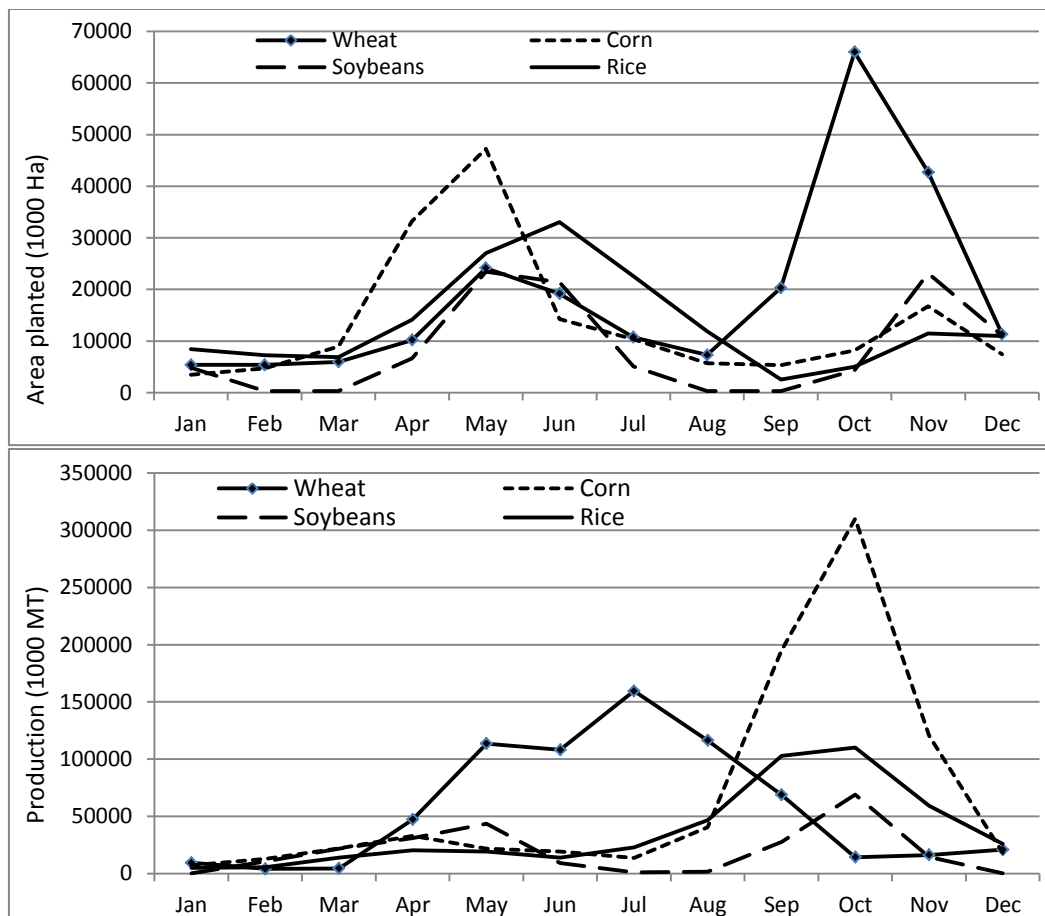 Area planted (1000 Ha)
Wheat Corn
Soybeans Rice
70000
60000
50000
40000
30000
20000
10000
0
Jan Feb Mar Apr May Jun Jul Aug Sep Oct Nov Dec
Production (1000 MT)
Wheat Corn
Soybeans Rice
350000
300000
250000
200000
150000
100000
50000
0
Jan Feb Mar Apr May Jun Jul Aug Sep Oct Nov Dec